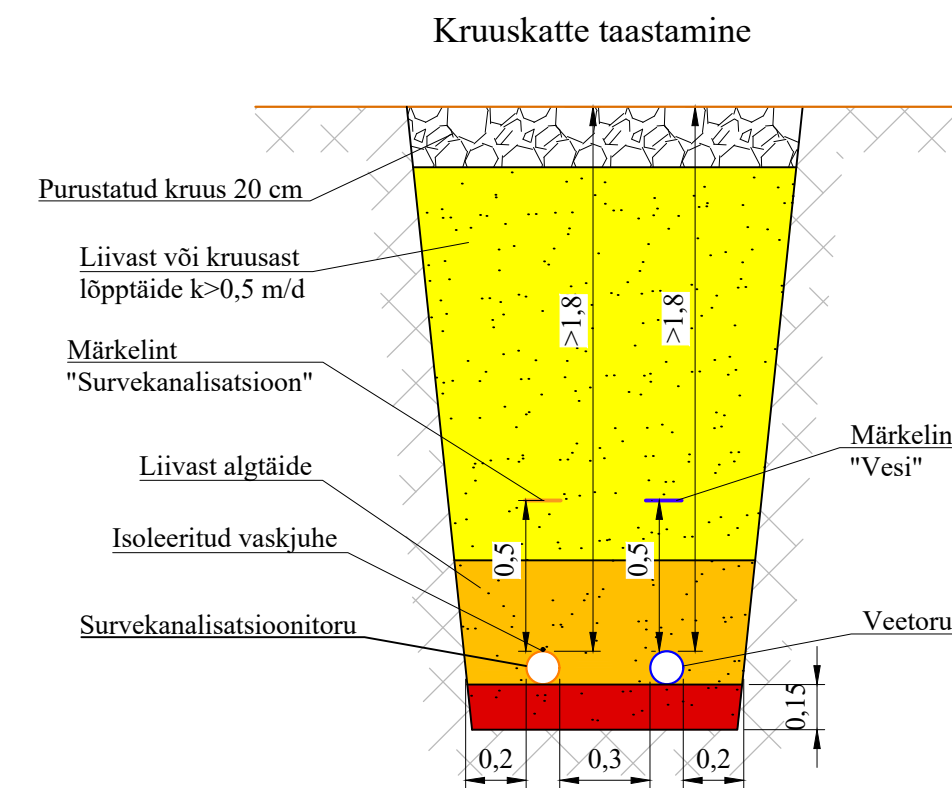 Kruuskatte taastamine
Purustatud kruus 20 cm
Liivast või kruusast
lõpptäide k>0,5 m/d
>1,8
>1,8
Märkelint
"Survekanalisatsioon"
Märkelin
"Vesi"
Liivast algtäide
Isoleeritud vaskjuhe
0,5
0,5
Survekanalisatsioonitoru
Veetoru
0,15
0,2
0,3
0,2